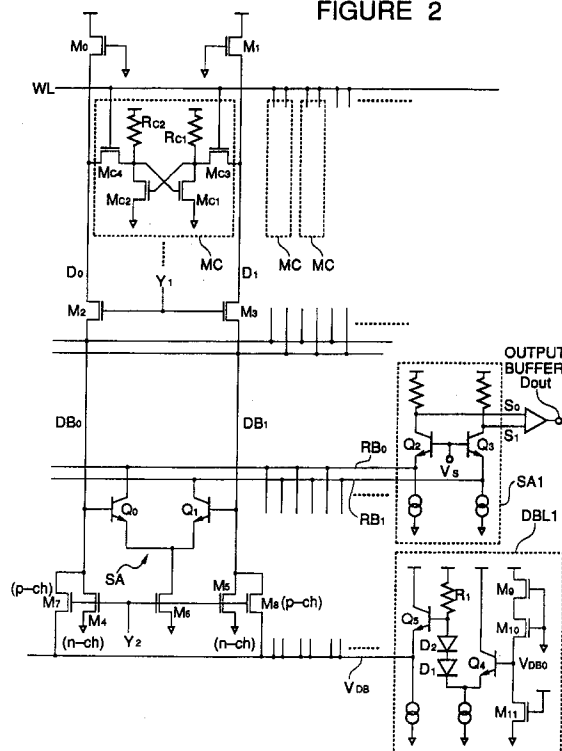 FIGURE 2
M0
M1
WL
RC2
RC1
MC4
MC3
MC2
MC1
MC
MC
MC
D0
Y1
D1
M2
M3
OUTPUT
BUFFER
Dout
S0
S1
DB0
DB1
RB0
Q2
Q3
VS
SA1
RB1
DBL1
Q0
Q1
SA
(p-ch)
M7
M4
M6
M5
M8
(p-ch)
(n-ch)
Y2
(n-ch)
VDB
Q5
R1
D2
D1
Q4
M9
M10
VDB0
M11